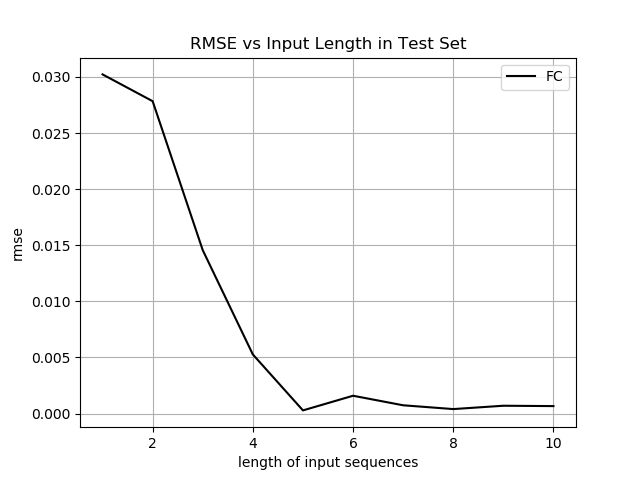 RMSE vs Input Length in Test Set
FC
0.030
0.025
0.020
0.015
0.010
0.005
0.000
rmse
2 4 6 8 10
length of input sequences